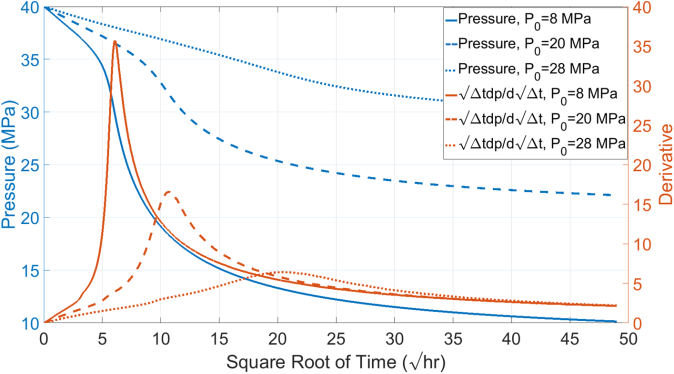 40
35
30
25
20
15
10
Pressure (MPa)
40
35
30
25
20
15
10
5
0
Derivative
0 5 10 15 20 25 30 35 40 45 50
Square Root of Time (√hr)
Pressure, P0=8 MPa
Pressure, P0=20 MPa
Pressure, P0=28 MPa
√Δtdp/d√Δt, P0=8 MPa
√Δtdp/d√Δt, P0=20 MPa
√Δtdp/d√Δt, P0=28 MPa